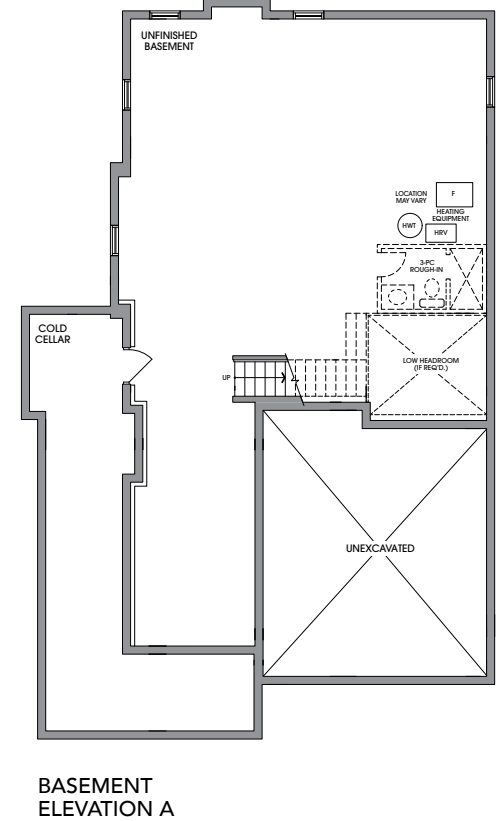 UNFINISHED
BASEMENT
LOCATION
MAY VARY
F
HEATING
EQUIPMENT
HWT
HRV
3-PC
ROUGH-IN
COLD
CELLAR
LOW HEADROOM
(IF REQ'D.)
UP
UNEXCAVATED
BASEMENT
ELEVATION A